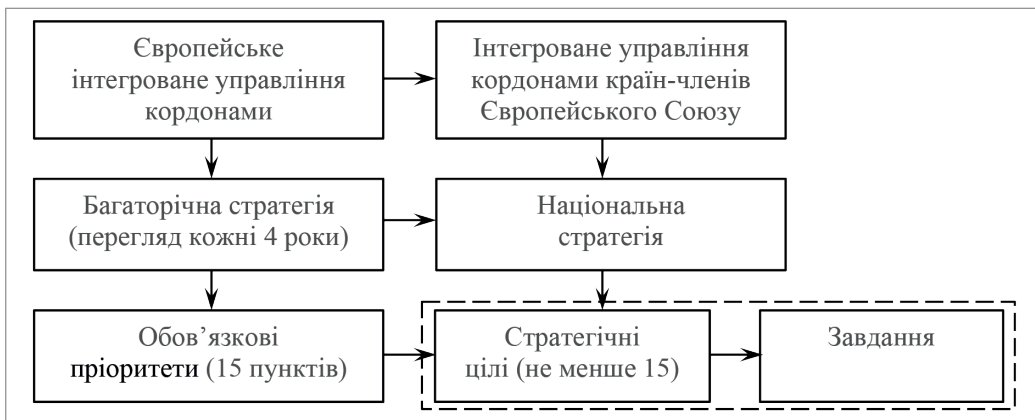 Європейське
інтегроване управління
кордонами
Інтегроване управління
кордонами країн-членів
Європейського Союзу
Багаторічна стратегія
(перегляд кожні 4 роки)
Національна
стратегія
Обов’язкові
пріоритети (15 пунктів)
Стратегічні
цілі (не менше 15)
Завдання